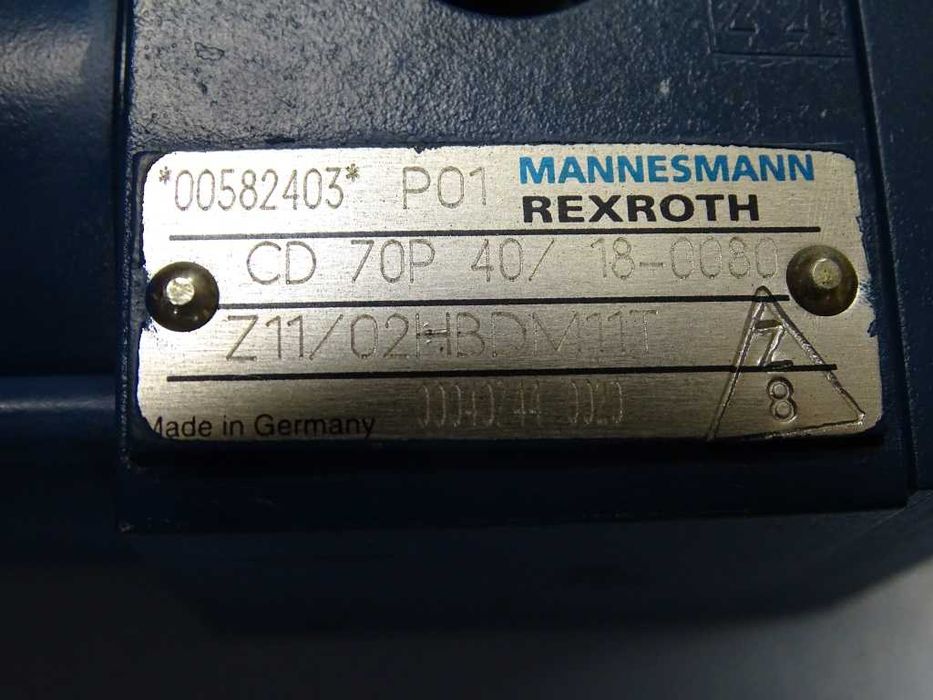 *00582403* P01 MANNESMANN
REXROTH
CD 70P 40/ 18-0080
Z11/02HBDM11T
Z
8
Made in Germany